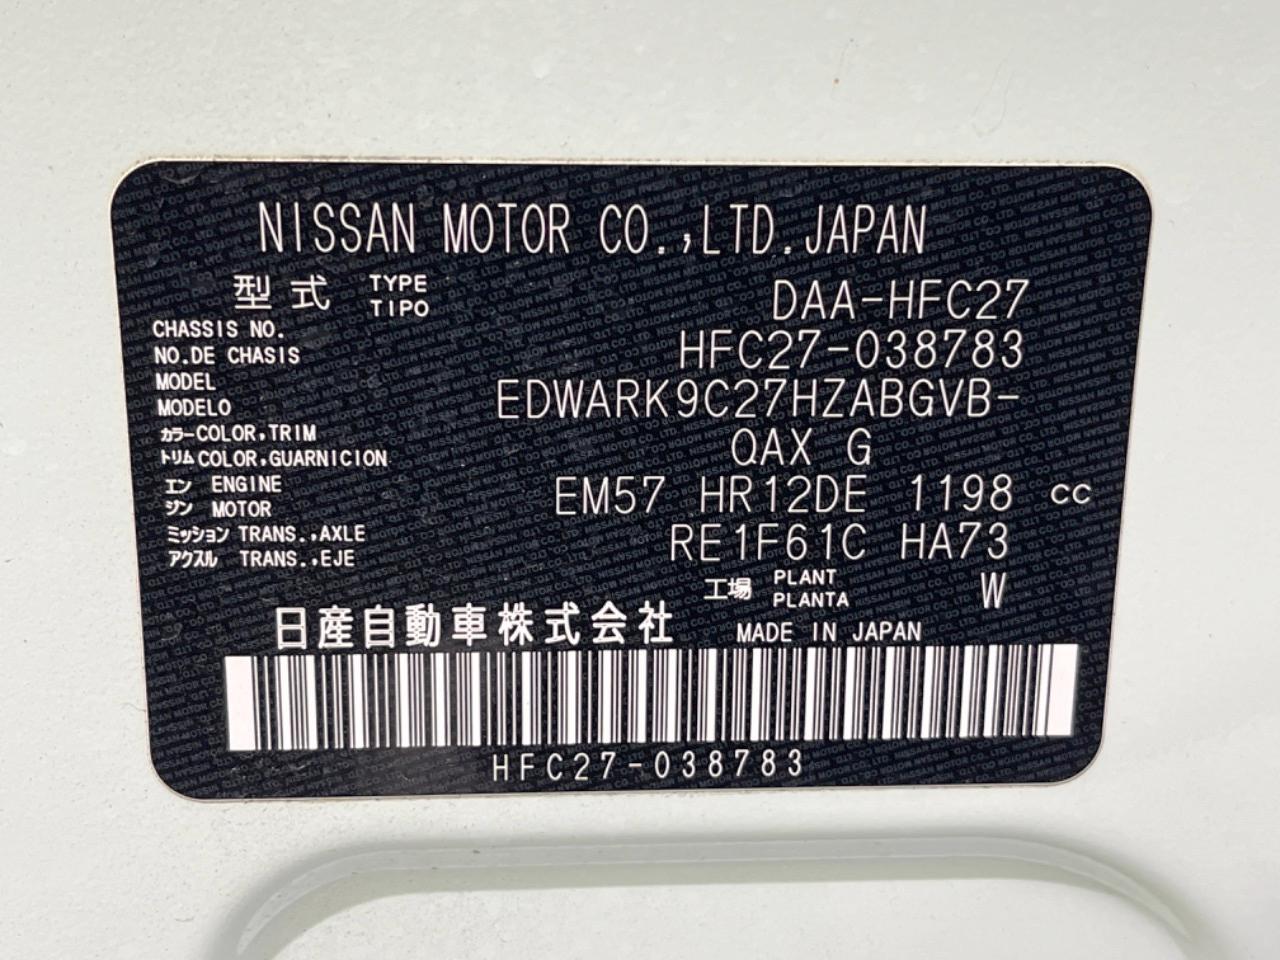 NISSAN MOTOR CO.,LTD.JAPAN
型式 TYPE TIPO DAA-HFC27
CHASSIS NO.
NO.DE CHASIS HFC27-038783
MODEL
MODELO EDWARK9C27HZABGVB-
カラー COLOR,TRIM
トリム COLOR,GUARNICION QAX G
エン ENGINE
ジン MOTOR EM57 HR12DE 1198 cc
ミッション TRANS.,AXLE
アクスル TRANS.,EJE RE1F61C HA73
工場 PLANT PLANTA W
日産自動車株式会社 MADE IN JAPAN
HFC27-038783